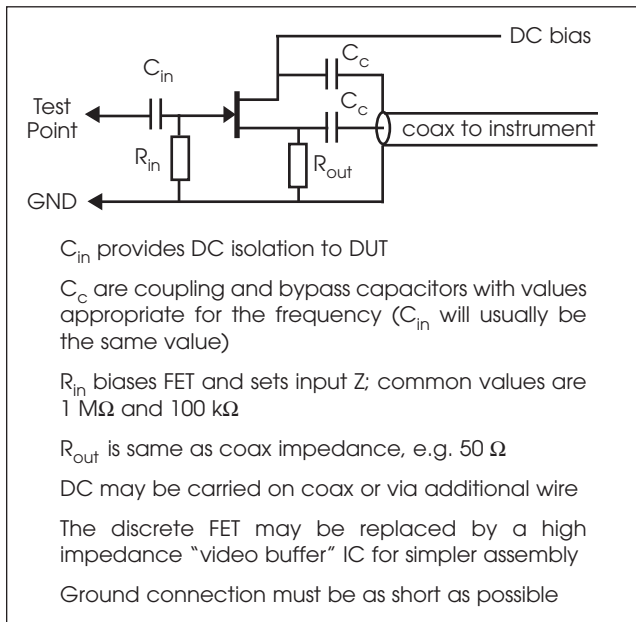 DC bias
C_c
C_in
C_c
Test
Point
coax to instrument
R_in
R_out
GND
C_in provides DC isolation to DUT
C_c are coupling and bypass capacitors with values
appropriate for the frequency (C_in will usually be
the same value)
R_in biases FET and sets input Z; common values are
1 MΩ and 100 kΩ
R_out is same as coax impedance, e.g. 50 Ω
DC may be carried on coax or via additional wire
The discrete FET may be replaced by a high
impedance “video buffer” IC for simpler assembly
Ground connection must be as short as possible